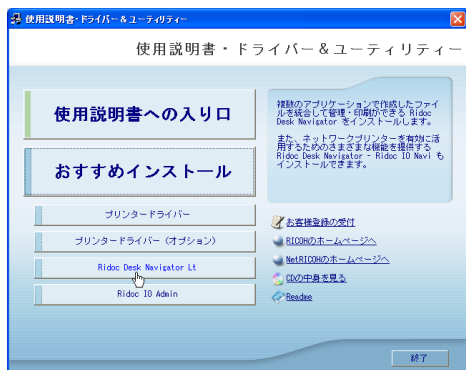 使用説明書・ドライバー&ユーティリティー
使用説明書・ドライバー&ユーティリティー
使用説明書への入り口
おすすめインストール
プリンタードライバー
プリンタードライバー (オプション)
Ridoc Desk Navigator Lt
Ridoc IO Admin
複数のアプリケーションで作成したファイ
ルを統合して管理・印刷ができる Ridoc
Desk Navigator をインストールします。
また、ネットワークプリンターを有効に活
用するためのさまざまな機能を提供する
Ridoc Desk Navigator - Ridoc IO Navi も
インストールできます。
お客様登録の受付
RICOHのホームページへ
NetRICOHのホームページへ
CDの中身を見る
Readme
終了